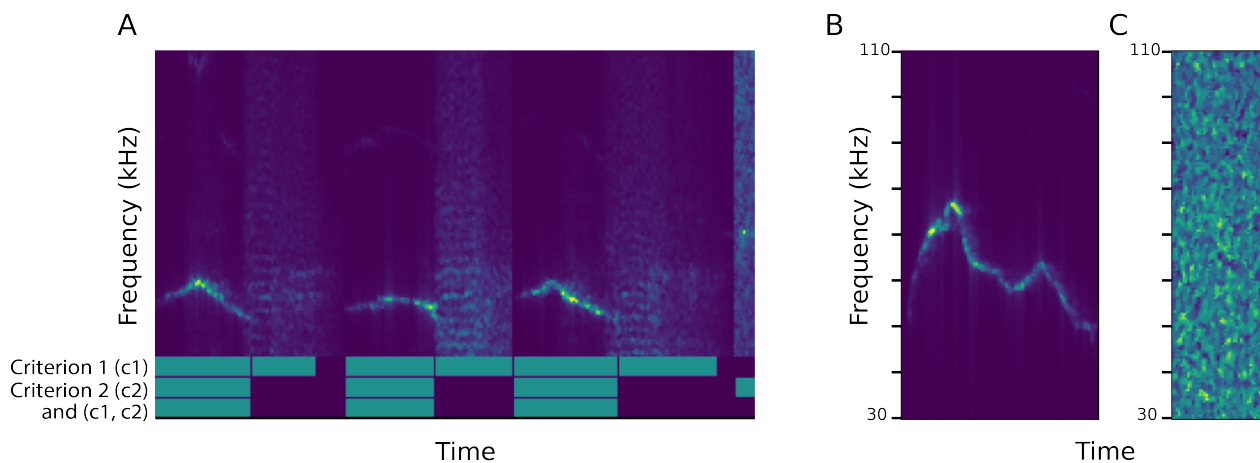 A
Frequency (kHz)
Criterion 1 (c1)
Criterion 2 (c2)
and (c1, c2)
Time
B
110
Frequency (kHz)
30
C
110
30
Time